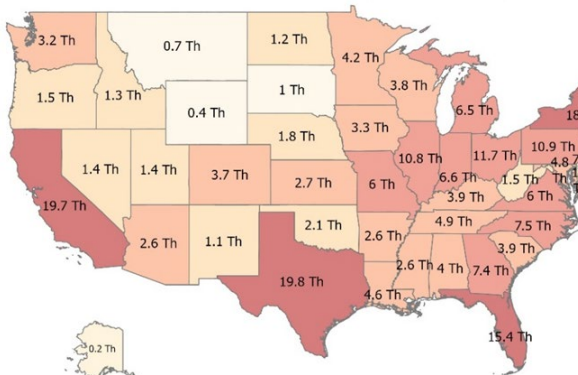 3.2 Th
0.7 Th
1.2 Th
4.2 Th
1.5 Th
1.3 Th
0.4 Th
1 Th
3.8 Th
6.5 Th
18
1.8 Th
3.3 Th
10.9 Th
19.7 Th
1.4 Th
1.4 Th
3.7 Th
2.7 Th
6 Th
10.8 Th
6.6 Th
11.7 Th
1.5 Th
4.8
Th
6 Th
3.9 Th
2.6 Th
1.1 Th
2.1 Th
2.6 Th
4.9 Th
7.5 Th
3.9 Th
19.8 Th
4.6 Th
2.6 Th
4 Th
7.4 Th
15.4 Th
0.2 Th